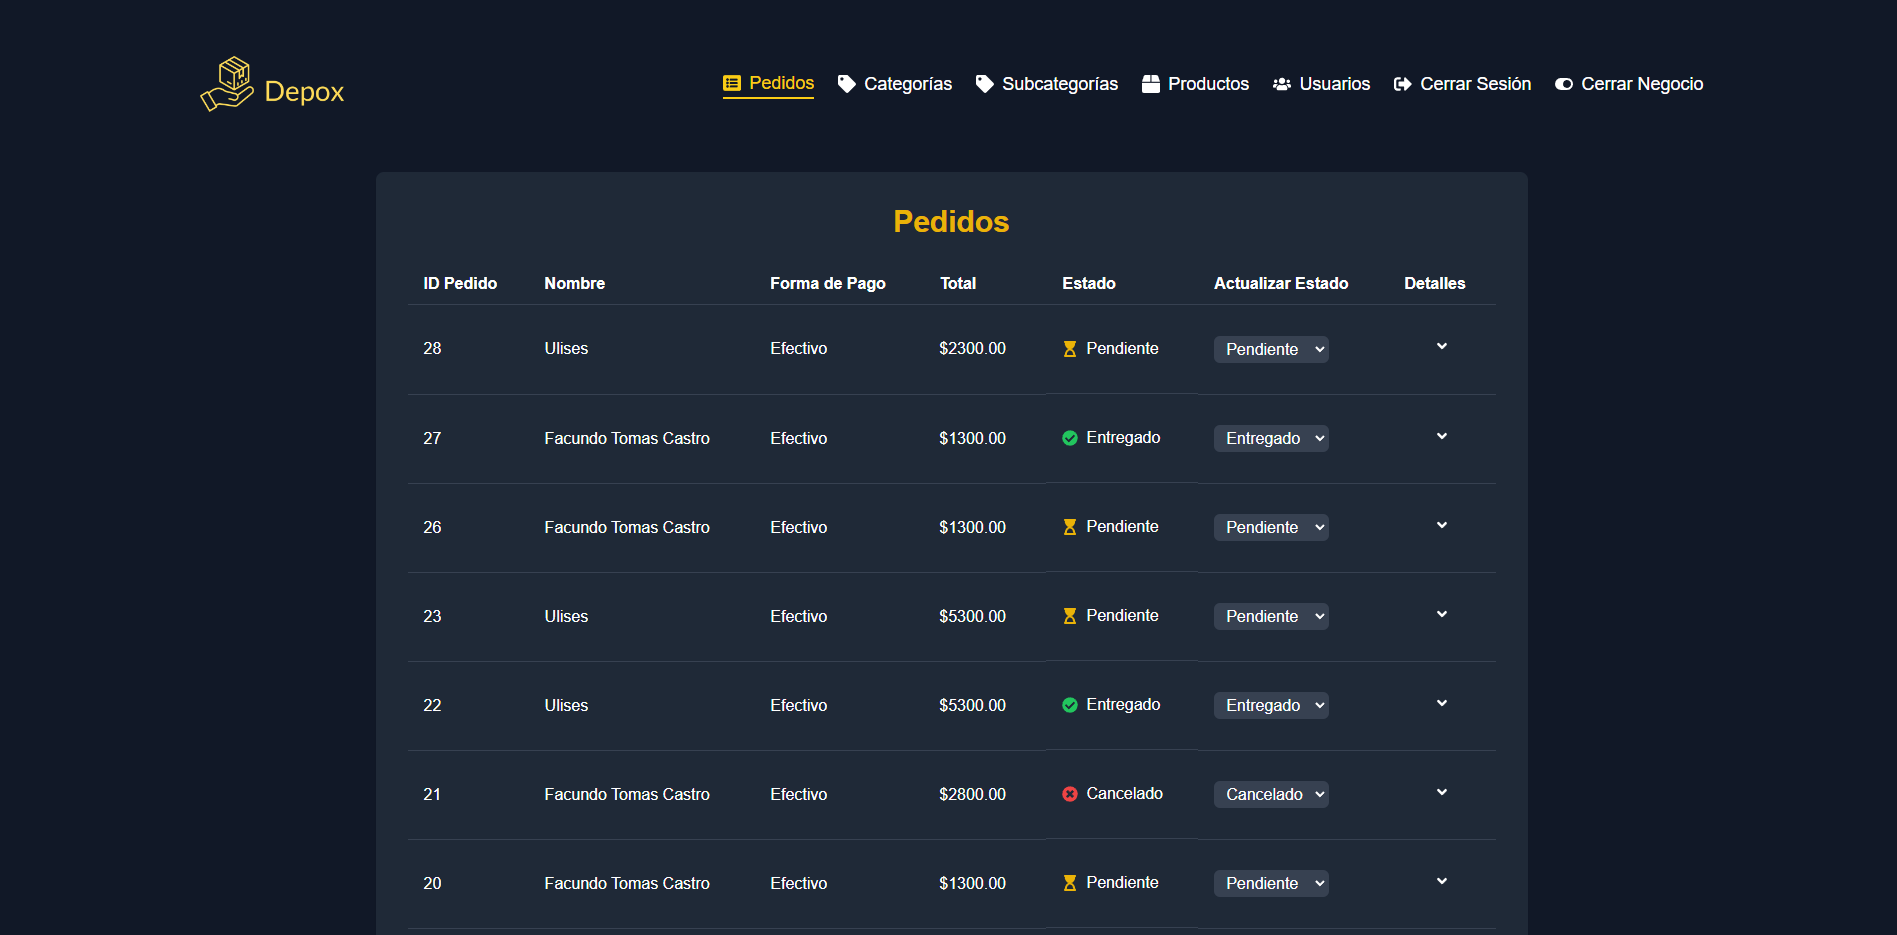 Depox
Pedidos Categorías Subcategorías Productos Usuarios Cerrar Sesión Cerrar Negocio
Pedidos
ID Pedido Nombre Forma de Pago Total Estado Actualizar Estado Detalles
28 Ulises Efectivo $2300.00 Pendiente Pendiente
27 Facundo Tomas Castro Efectivo $1300.00 Entregado Entregado
26 Facundo Tomas Castro Efectivo $1300.00 Pendiente Pendiente
23 Ulises Efectivo $5300.00 Pendiente Pendiente
22 Ulises Efectivo $5300.00 Entregado Entregado
21 Facundo Tomas Castro Efectivo $2800.00 Cancelado Cancelado
20 Facundo Tomas Castro Efectivo $1300.00 Pendiente Pendiente